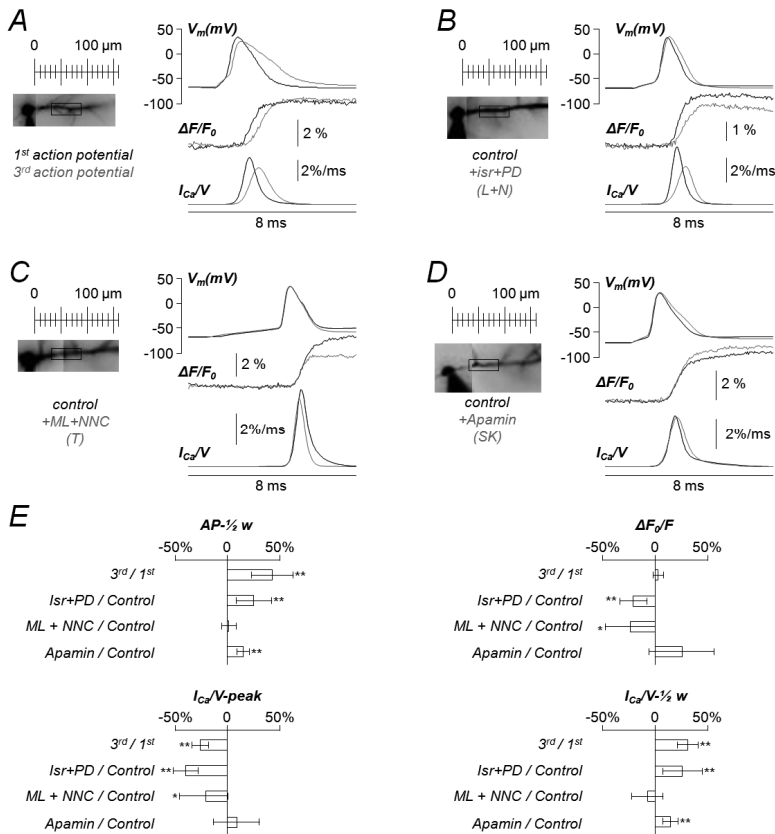 A
0 100 µm
1st action potential
3rd action potential
Vm(mV)
50
0
-50
-100
ΔF/F0
2 %
2%/ms
ICa/V
8 ms
B
0 100 µm
control
+isr+PD
(L+N)
Vm(mV)
50
0
-50
-100
ΔF/F0
1 %
2%/ms
ICa/V
8 ms
C
0 100 µm
control
+ML+NNC
(T)
50
Vm(mV)
0
-50
-100
ΔF/F0
2 %
2%/ms
ICa/V
8 ms
D
0 100 µm
control
+Apamin
(SK)
50
Vm(mV)
0
-50
-100
ΔF/F0
2 %
2%/ms
ICa/V
8 ms
E
AP-½ w
-50% 0 50%
3rd / 1st **
Isr+PD / Control **
ML + NNC / Control
Apamin / Control **
ΔF0/F
-50% 0 50%
3rd / 1st
Isr+PD / Control **
ML + NNC / Control *
Apamin / Control
ICa/V-peak
-50% 0 50%
3rd / 1st **
Isr+PD / Control **
ML + NNC / Control *
Apamin / Control
ICa/V-½ w
-50% 0 50%
3rd / 1st **
Isr+PD / Control **
ML + NNC / Control
Apamin / Control **